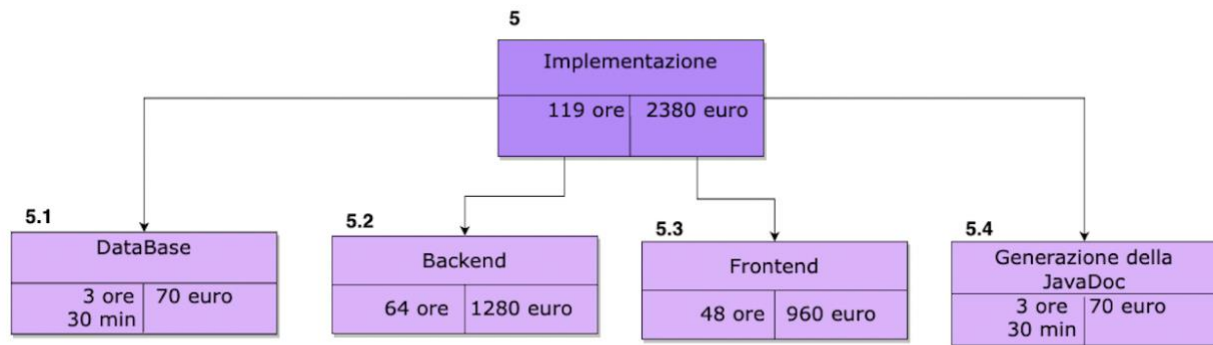 5
Implementazione
119 ore
2380 euro
5.1
DataBase
3 ore
30 min
70 euro
5.2
Backend
64 ore
1280 euro
5.3
Frontend
48 ore
960 euro
5.4
Generazione della
JavaDoc
3 ore
30 min
70 euro